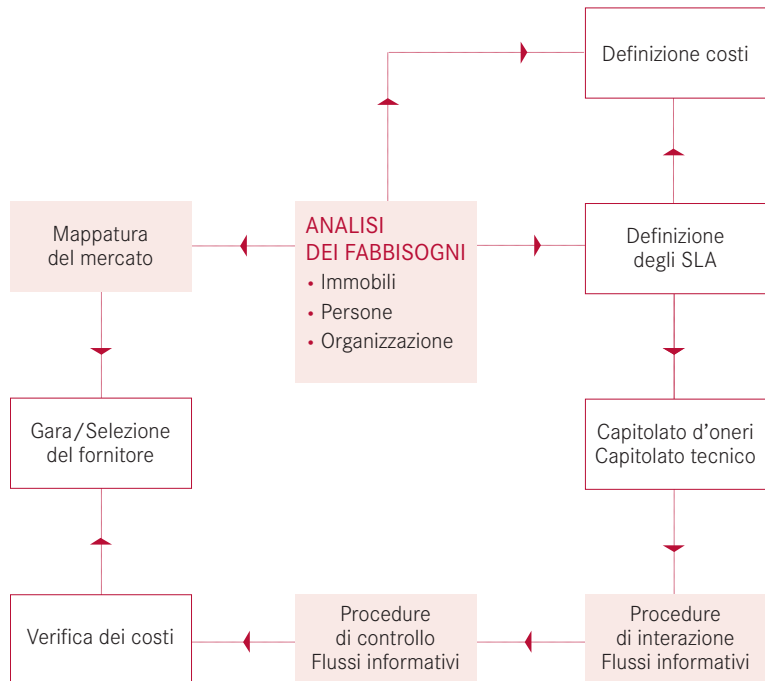 Definizione costi
Mappatura
del mercato
ANALISI
DEI FABBISOGNI
• Immobili
• Persone
• Organizzazione
Definizione
degli SLA
Gara/Selezione
del fornitore
Capitolato d'oneri
Capitolato tecnico
Verifica dei costi
Procedure
di controllo
Flussi informativi
Procedure
di interazione
Flussi informativi